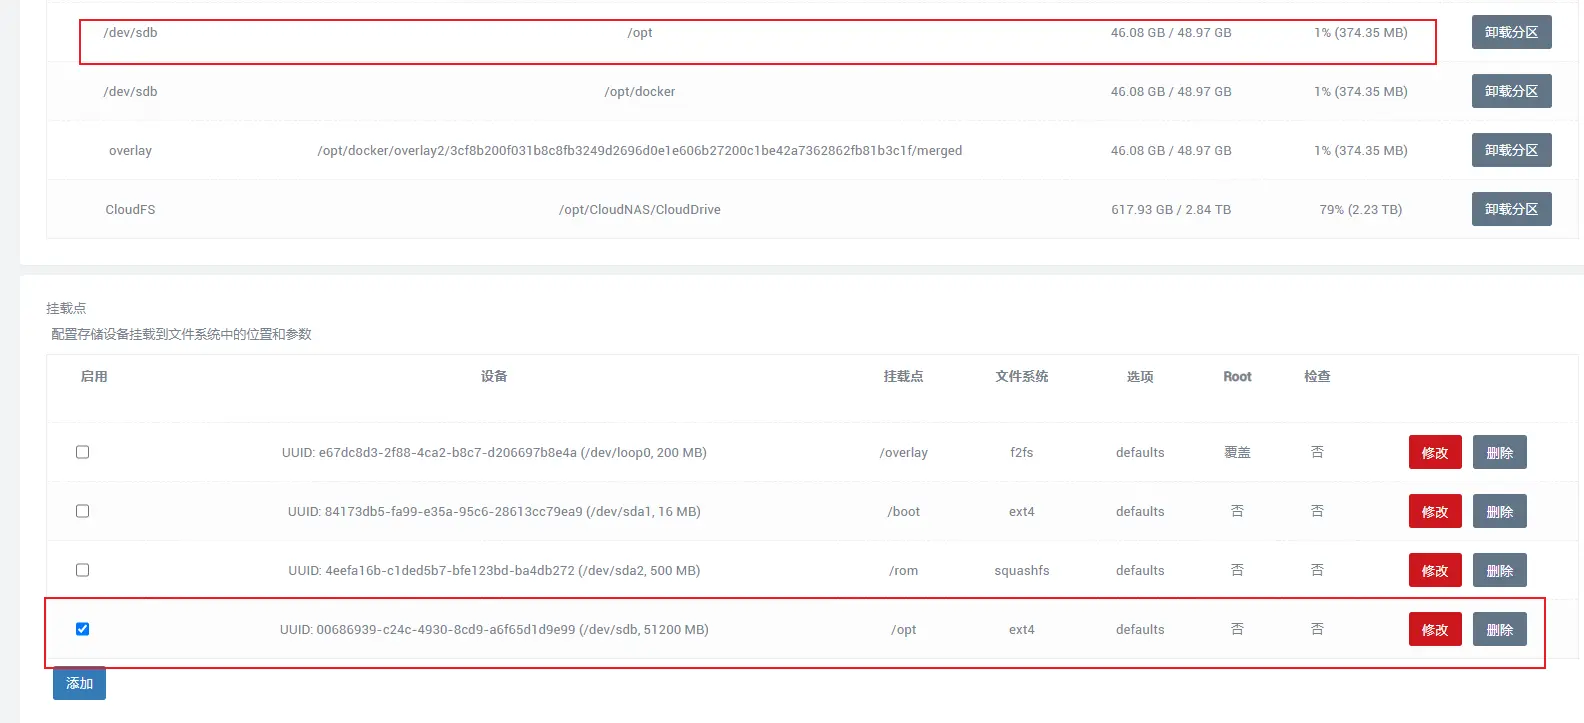 /dev/sdb /opt 46.08 GB / 48.97 GB 1% (374.35 MB) 卸载分区
/dev/sdb /opt/docker 46.08 GB / 48.97 GB 1% (374.35 MB) 卸载分区
overlay /opt/docker/overlay2/3cf8b200f031b8c8fb3249d2696d0e1e606b27200c1be42a7362862fb81b3c1f/merged 46.08 GB / 48.97 GB 1% (374.35 MB) 卸载分区
CloudFS /opt/CloudNAS/CloudDrive 617.93 GB / 2.84 TB 79% (2.23 TB) 卸载分区
挂载点
配置存储设备挂载到文件系统中的位置和参数
启用 设备 挂载点 文件系统 选项 Root 检查
UUID: e67dc8d3-2f88-4ca2-b8c7-d206697b8e4a (/dev/loop0, 200 MB) /overlay f2fs defaults 覆盖 否 修改 删除
UUID: 84173db5-fa99-e35a-95c6-28613cc79ea9 (/dev/sda1, 16 MB) /boot ext4 defaults 否 否 修改 删除
UUID: 4eefa16b-c1ded5b7-bfe123bd-ba4db272 (/dev/sda2, 500 MB) /rom squashfs defaults 否 否 修改 删除
UUID: 00686939-c24c-4930-8cd9-a6f65d1d9e99 (/dev/sdb, 51200 MB) /opt ext4 defaults 否 否 修改 删除
添加